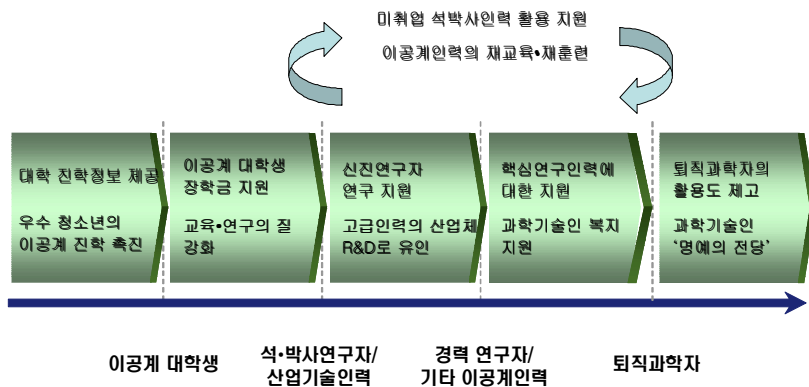 미취업 석박사인력 활용 지원
이공계인력의 재교육•재훈련
대학 진학정보 제공
우수 청소년의
이공계 진학 촉진
이공계 대학생
장학금 지원
교육•연구의 질
강화
신진연구자
연구 지원
고급인력의 산업체
R&D로 유인
핵심연구인력에
대한 지원
과학기술인 복지
지원
퇴직과학자의
활용도 제고
과학기술인
‘명예의 전당’
이공계 대학생
석•박사연구자/
산업기술인력
경력 연구자/
기타 이공계인력
퇴직과학자